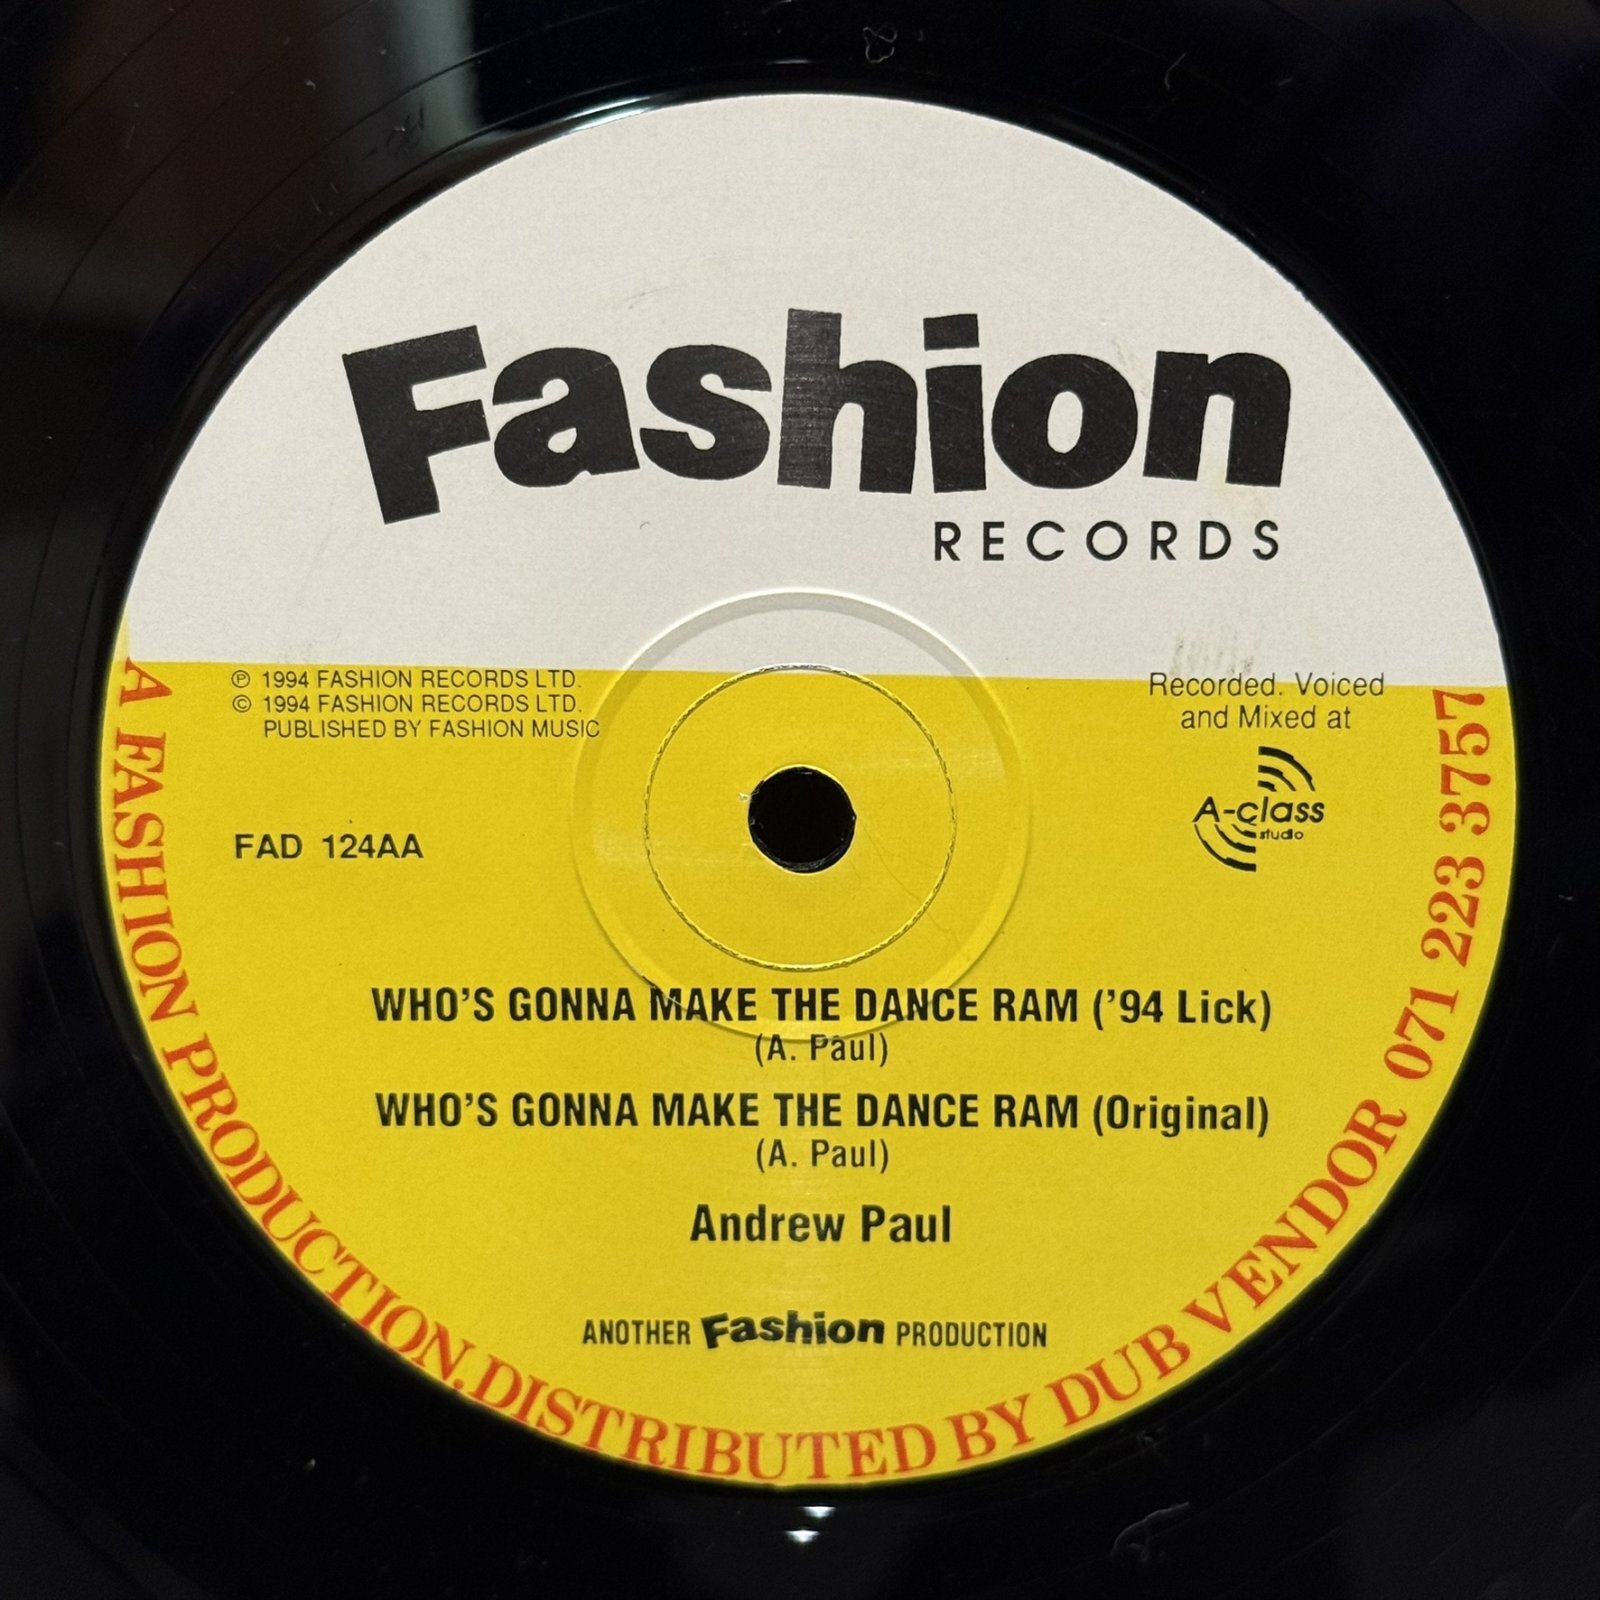 Fashion
RECORDS
℗ 1994 FASHION RECORDS LTD.
© 1994 FASHION RECORDS LTD.
PUBLISHED BY FASHION MUSIC
Recorded. Voiced
and Mixed at
A-class
studio
FAD 124AA
WHO'S GONNA MAKE THE DANCE RAM ('94 Lick)
(A. Paul)
WHO'S GONNA MAKE THE DANCE RAM (Original)
(A. Paul)
Andrew Paul
ANOTHER Fashion PRODUCTION
A FASHION PRODUCTION. DISTRIBUTED BY DUB VENDOR 071 223 3757